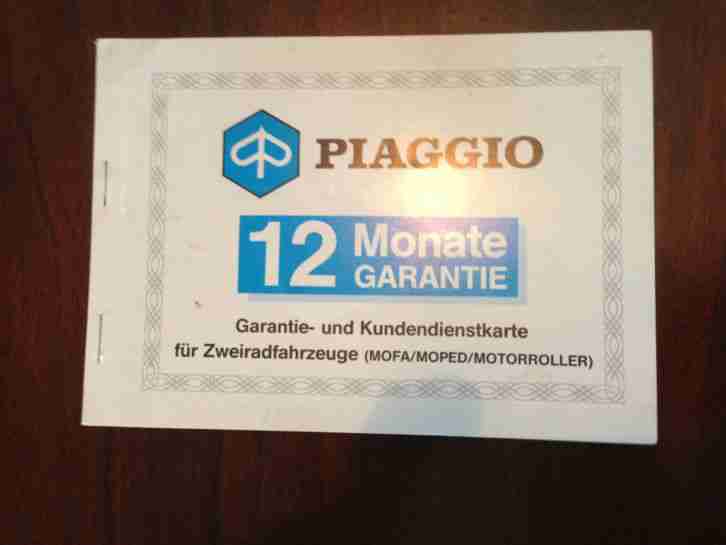 PIAGGIO
12 Monate
GARANTIE
Garantie- und Kundendienstkarte
für Zweiradfahrzeuge (MOFA/MOPED/MOTORROLLER)